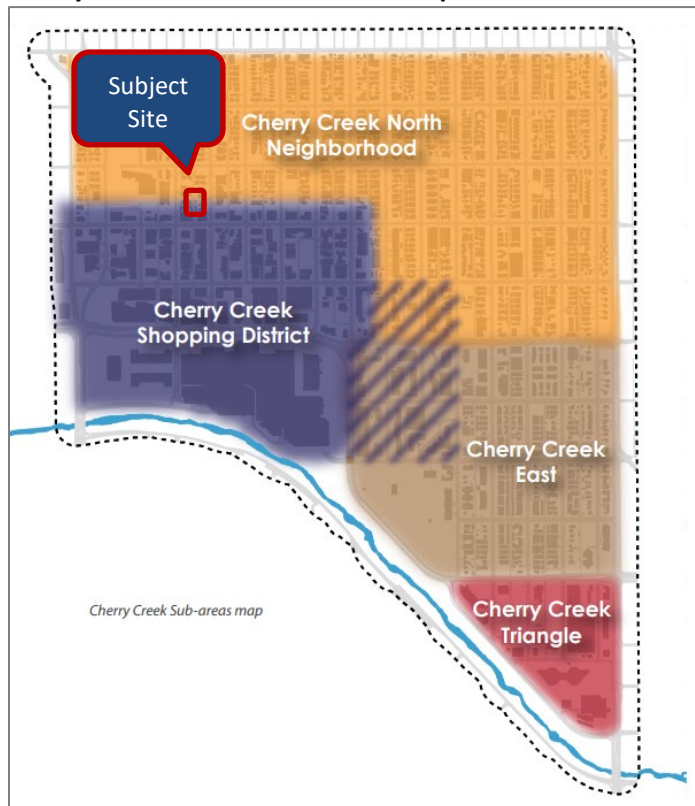 Subject
Site
Cherry Creek North
Neighborhood
Cherry Creek
Shopping District
Cherry Creek
East
Cherry Creek
Triangle
Cherry Creek Sub-areas map